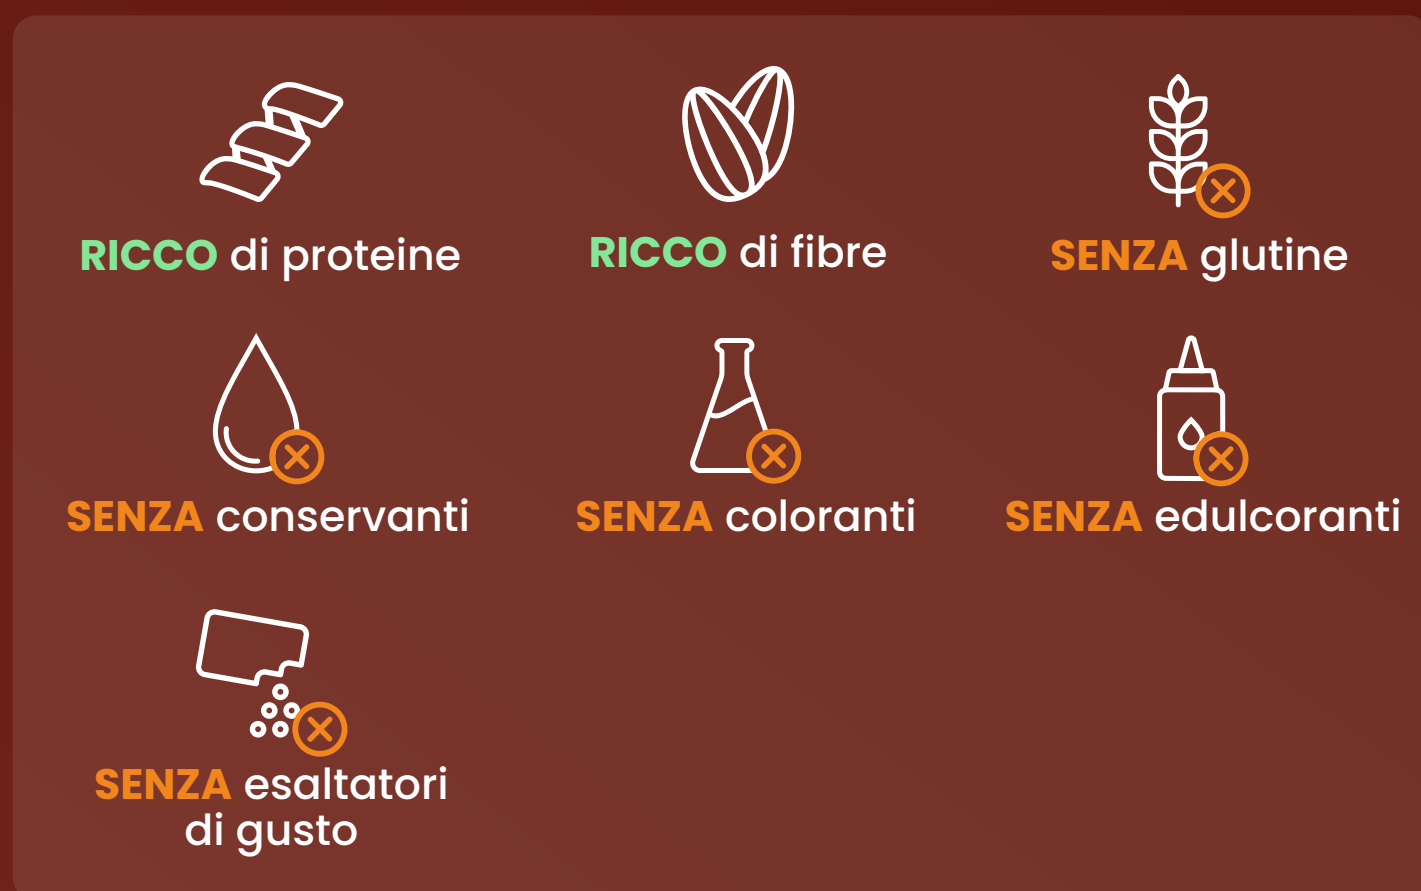 RICCO di proteine
RICCO di fibre
SENZA glutine
SENZA conservanti
SENZA coloranti
SENZA edulcoranti
SENZA esaltatori
di gusto